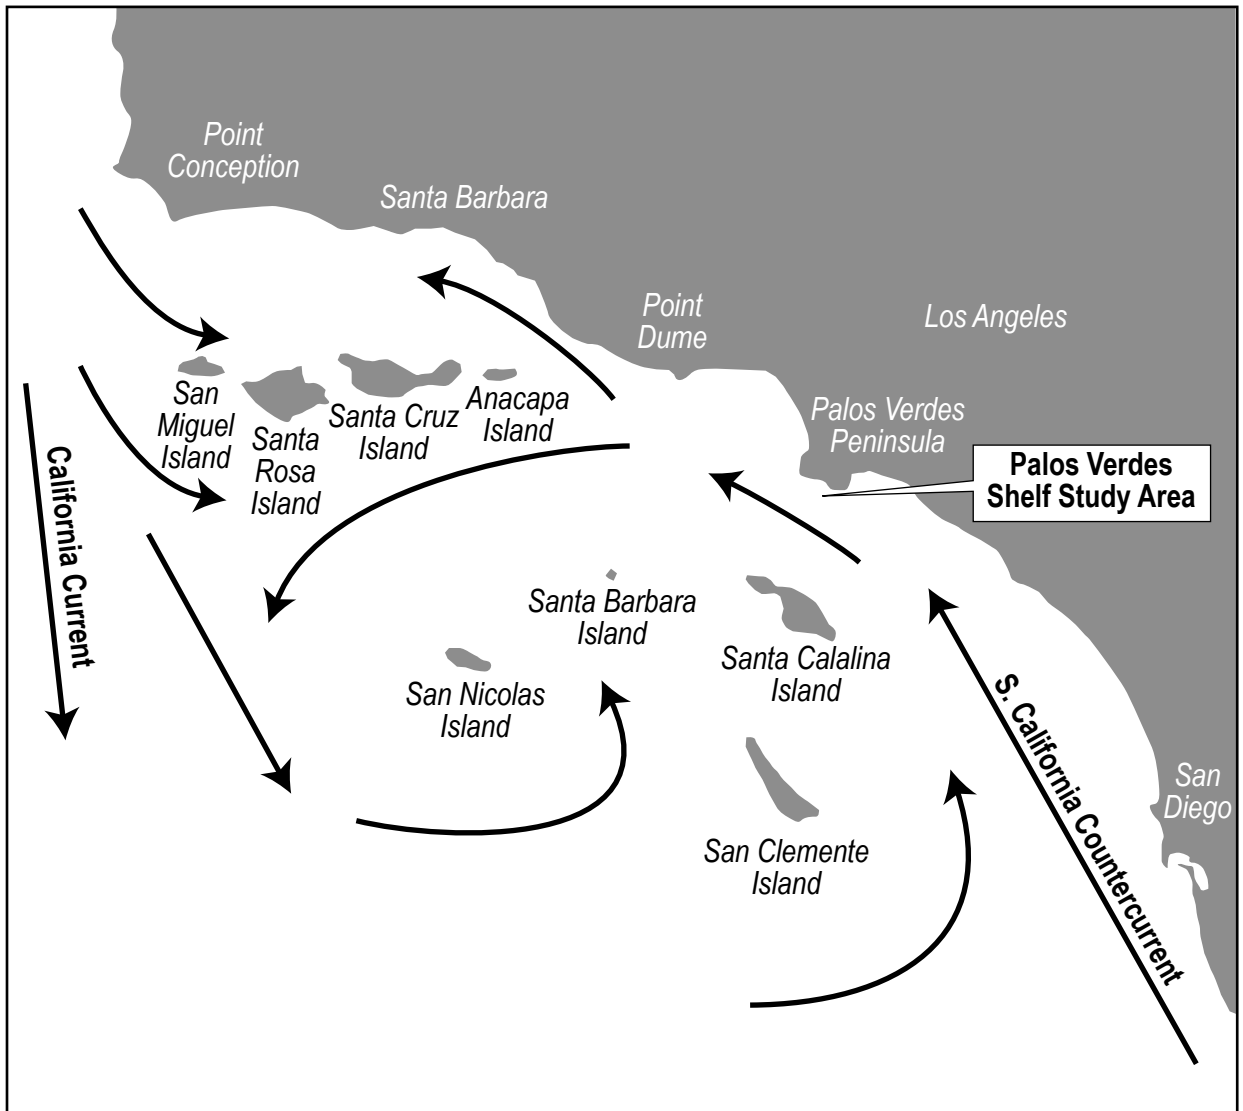 Point
Conception
Santa Barbara
Point
Dume
Los Angeles
San
Miguel
Island
Santa
Rosa
Island
Santa Cruz
Island
Anacapa
Island
Palos Verdes
Peninsula
Palos Verdes
Shelf Study Area
California Current
Santa Barbara
Island
San Nicolas
Island
Santa Calalina
Island
S. California Countercurrent
San
Diego
San Clemente
Island